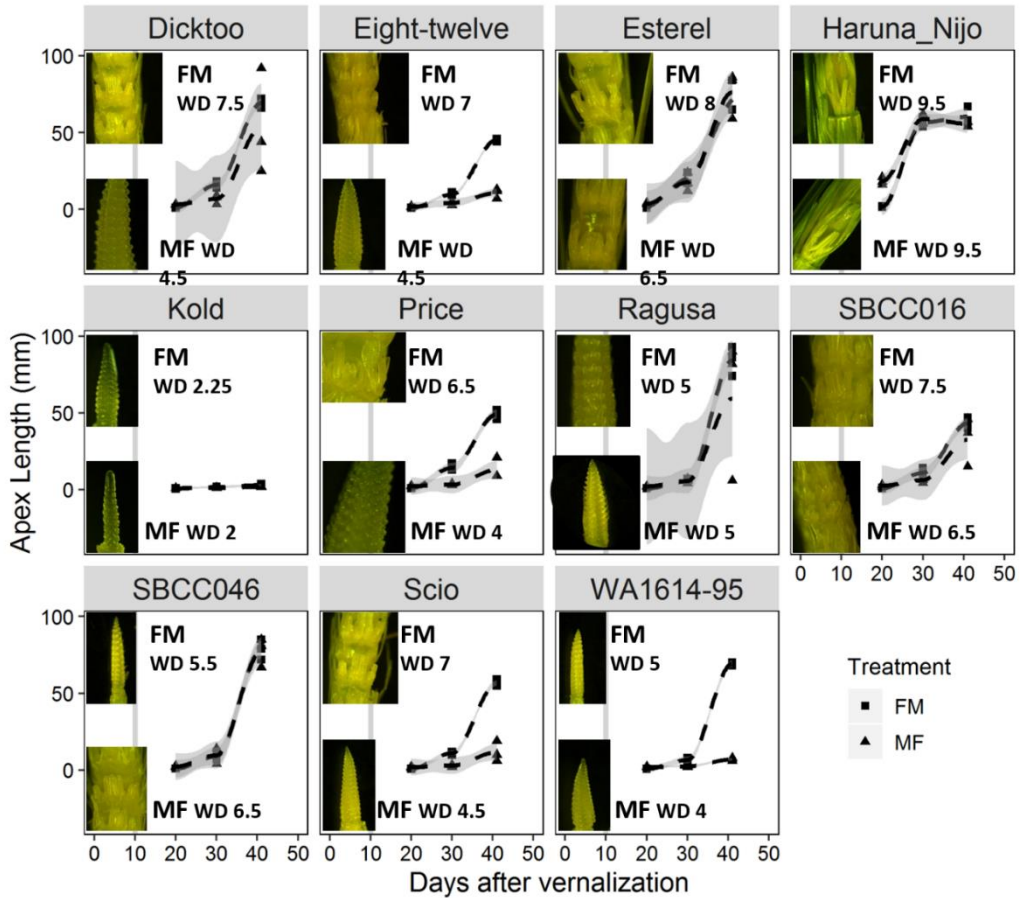 Dicktoo
Eight-twelve
Esterel
Haruna_Nijo
FM
WD 7.5
MF WD
4.5
FM
WD 7
MF WD
4.5
FM
WD 8
MF WD
6.5
FM
WD 9.5
MF WD 9.5
100
50
0
Kold
Price
Ragusa
SBCC016
FM
WD 2.25
MF WD 2
FM
WD 6.5
MF WD 4
FM
WD 5
MF WD 5
FM
WD 7.5
MF WD 6.5
100
50
0
0 10 20 30 40 50
Apex Length (mm)
SBCC046
Scio
WA1614-95
FM
WD 5.5
MF WD 6.5
FM
WD 7
MF WD 4.5
FM
WD 5
MF WD 4
100
50
0
0 10 20 30 40 50
0 10 20 30 40 50
0 10 20 30 40 50
Days after vernalization
Treatment
FM
MF